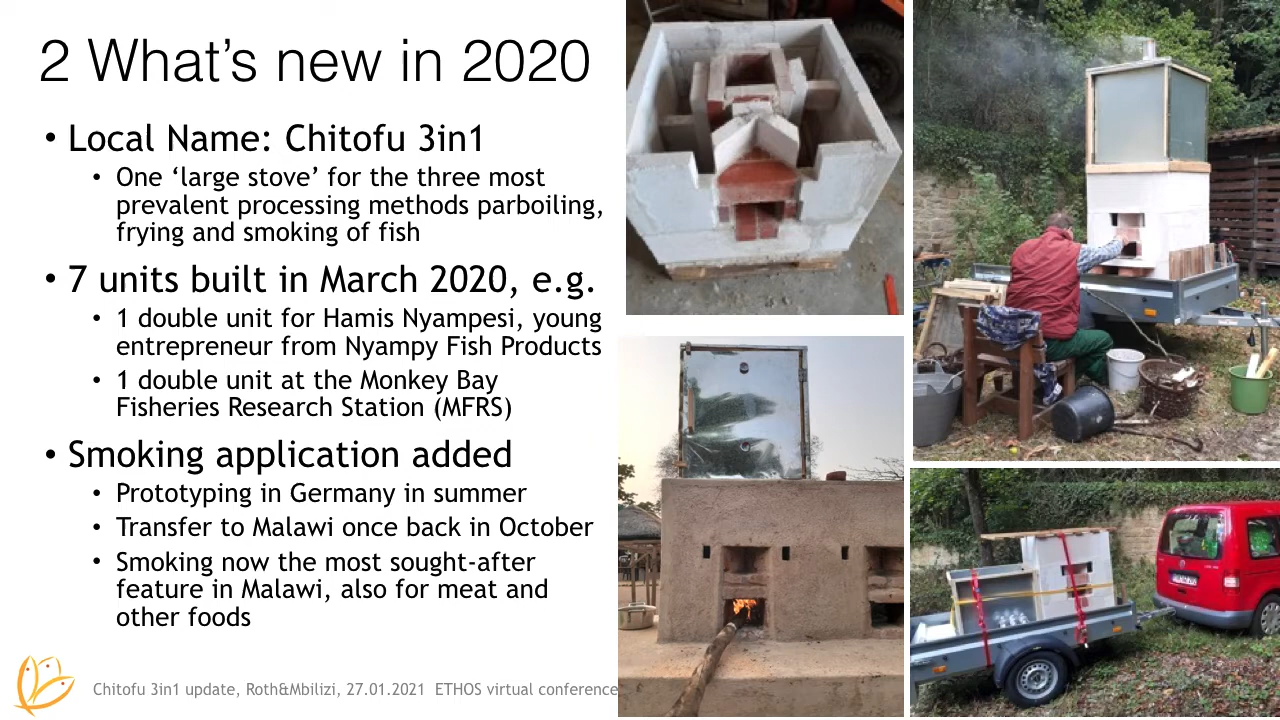 2 What’s new in 2020
• Local Name: Chitofu 3in1
• One ‘large stove’ for the three most
prevalent processing methods parboiling,
frying and smoking of fish
• 7 units built in March 2020, e.g.
• 1 double unit for Hamis Nyampesi, young
entrepreneur from Nyampy Fish Products
• 1 double unit at the Monkey Bay
Fisheries Research Station (MFRS)
• Smoking application added
• Prototyping in Germany in summer
• Transfer to Malawi once back in October
• Smoking now the most sought-after
feature in Malawi, also for meat and
other foods
Chitofu 3in1 update, Roth&Mbilizi, 27.01.2021 ETHOS virtual conference